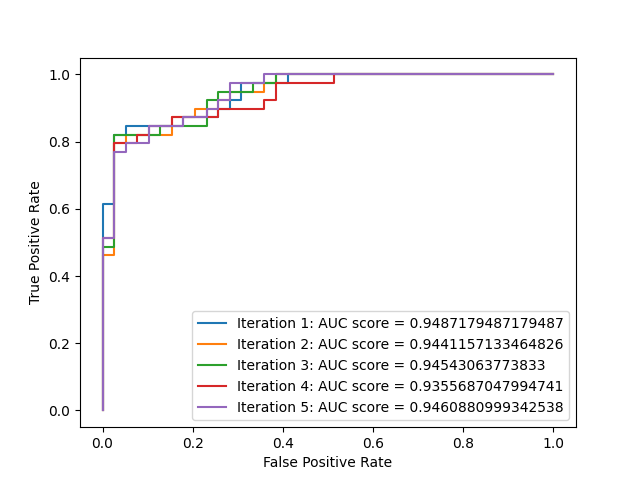 1.0
0.8
0.6
0.4
0.2
0.0
True Positive Rate
Iteration 1: AUC score = 0.9487179487179487
Iteration 2: AUC score = 0.9441157133464826
Iteration 3: AUC score = 0.94543063773833
Iteration 4: AUC score = 0.9355687047994741
Iteration 5: AUC score = 0.9460880999342538
0.0 0.2 0.4 0.6 0.8 1.0
False Positive Rate